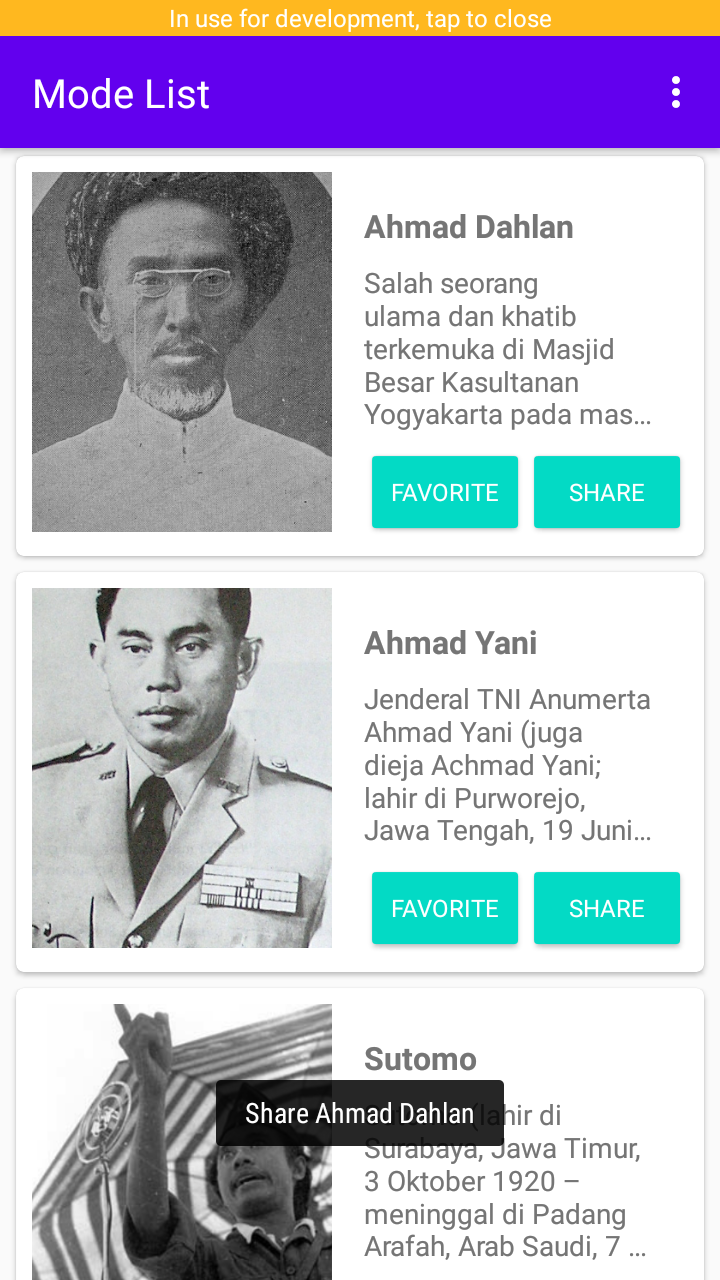 In use for development, tap to close
Mode List
Ahmad Dahlan
Salah seorang
ulama dan khatib
terkemuka di Masjid
Besar Kasultanan
Yogyakarta pada mas...
FAVORITE SHARE
Ahmad Yani
Jenderal TNI Anumerta
Ahmad Yani (juga
dieja Achmad Yani;
lahir di Purworejo,
Jawa Tengah, 19 Juni...
FAVORITE SHARE
Sutomo
Share Ahmad Dahlan
(lahir di
Surabaya, Jawa Timur,
3 Oktober 1920 –
meninggal di Padang
Arafah, Arab Saudi, 7 ...